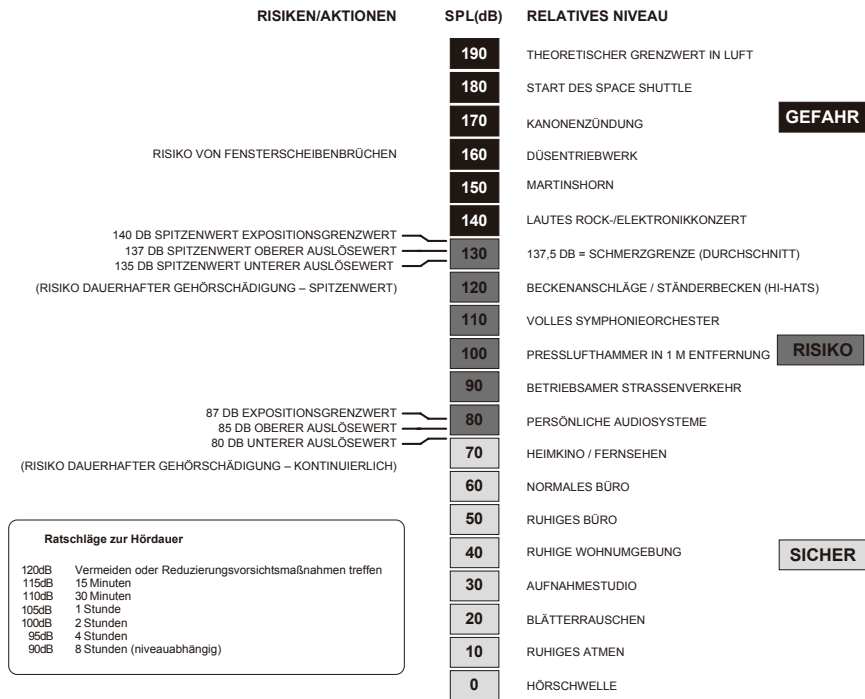 RISIKEN/AKTIONEN SPL(dB) RELATIVES NIVEAU
190 THEORETISCHER GRENZWERT IN LUFT
180 START DES SPACE SHUTTLE
170 KANONENZÜNDUNG GEFAHR
RISIKO VON FENSTERSCHEIBENBRÜCHEN 160 DÜSENTRIEBWERK
150 MARTINSHORN
140 LAUTES ROCK-/ELEKTRONIKKONZERT
140 DB SPITZENWERT EXPOSITIONSGRENZWERT
137 DB SPITZENWERT OBERER AUSLÖSEWERT 130 137,5 DB = SCHMERZGRENZE (DURCHSCHNITT)
135 DB SPITZENWERT UNTERER AUSLÖSEWERT
(RISIKO DAUERHAFTER GEHÖRSCHÄDIGUNG – SPITZENWERT) 120 BECKENANSCHLÄGE / STÄNDERBECKEN (HI-HATS)
110 VOLLES SYMPHONIEORCHESTER
100 PRESSLUFTHAMMER IN 1 M ENTFERNUNG RISIKO
90 BETRIEBSAMER STRASSENVERKEHR
87 DB EXPOSITIONSGRENZWERT
85 DB OBERER AUSLÖSEWERT 80 PERSÖNLICHE AUDIOSYSTEME
80 DB UNTERER AUSLÖSEWERT
70 HEIMKINO / FERNSEHEN
(RISIKO DAUERHAFTER GEHÖRSCHÄDIGUNG – KONTINUIERLICH)
60 NORMALES BÜRO
50 RUHIGES BÜRO
40 RUHIGE WOHNUMGEBUNG SICHER
30 AUFNAHMESTUDIO
20 BLÄTTERRAUSCHEN
10 RUHIGES ATMEN
0 HÖRSCHWELLE
Ratschläge zur Hördauer
120dB Vermeiden oder Reduzierungsvorsichtsmaßnahmen treffen
115dB 15 Minuten
110dB 30 Minuten
105dB 1 Stunde
100dB 2 Stunden
95dB 4 Stunden
90dB 8 Stunden (niveauabhängig)